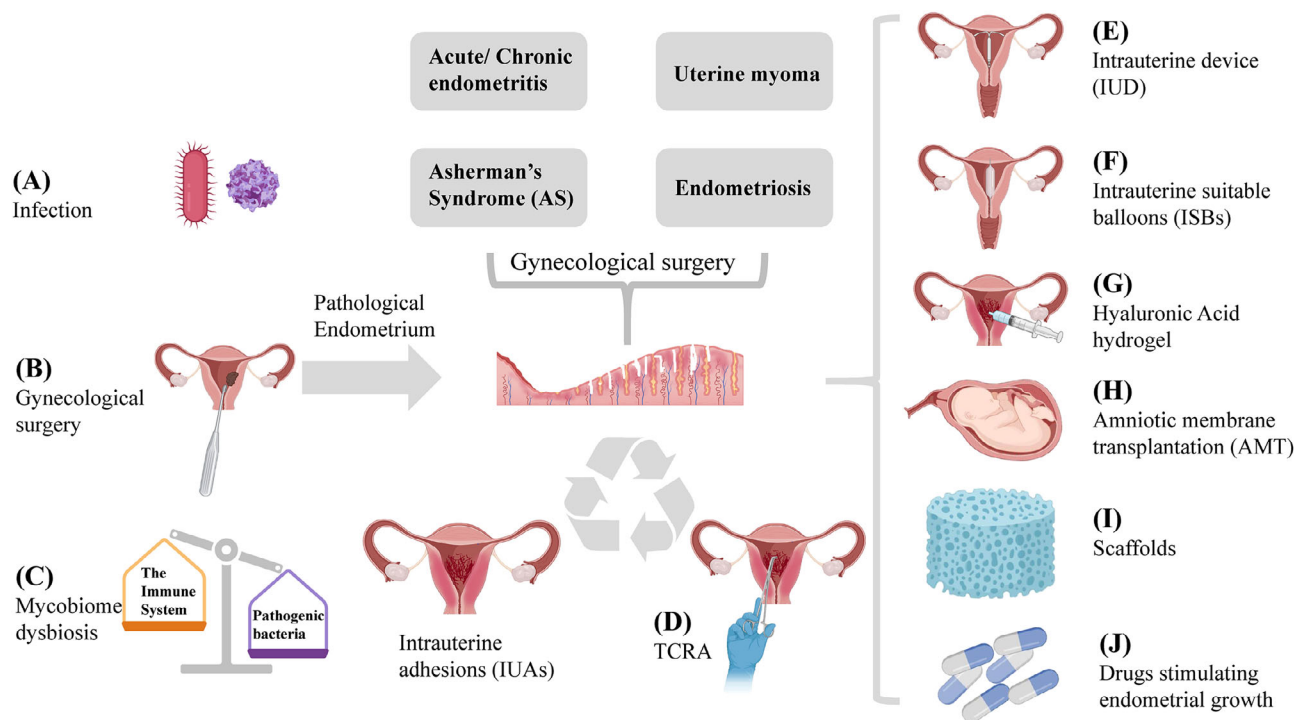 (A)
Infection
(B)
Gynecological
surgery
(C)
Mycobiome
dysbiosis
The
Immune
System
Pathogenic
bacteria
Pathological
Endometrium
Acute/ Chronic
endometritis
Uterine myoma
Asherman's
Syndrome (AS)
Endometriosis
Gynecological surgery
Intrauterine
adhesions (IUAs)
(D)
TCRA
(E)
Intrauterine device
(IUD)
(F)
Intrauterine suitable
balloons (ISBs)
(G)
Hyaluronic Acid
hydrogel
(H)
Amniotic membrane
transplantation (AMT)
(I)
Scaffolds
(J)
Drugs stimulating
endometrial growth